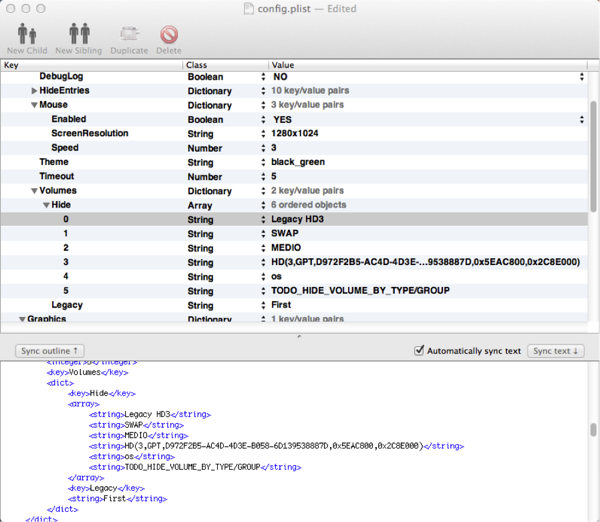 config.plist — Edited
New Child New Sibling Duplicate Delete
Key Class Value
DebugLog Boolean NO
HideEntries Dictionary 10 key/value pairs
Mouse Dictionary 3 key/value pairs
Enabled Boolean YES
ScreenResolution String 1280x1024
Speed Number 3
Theme String black_green
Timeout Number 5
Volumes Dictionary 2 key/value pairs
Hide Array 6 ordered objects
0 String Legacy HD3
1 String SWAP
2 String MEDIO
3 String HD(3,GPT,D972F2B5-AC4D-4D3E-...9538887D,0x5EAC800,0x2C8E000)
4 String os
5 String TODO_HIDE_VOLUME_BY_TYPE/GROUP
Legacy String First
Graphics Dictionary 1 key/value pairs
Sync outline ↑ Automatically sync text Sync text ↓
<key>Volumes</key>
<dict>
<key>Hide</key>
<array>
<string>Legacy HD3</string>
<string>SWAP</string>
<string>MEDIO</string>
<string>HD(3,GPT,D972F2B5-AC4D-4D3E-B058-6D139538887D,0x5EAC800,0x2C8E000)</string>
<string>os</string>
<string>TODO_HIDE_VOLUME_BY_TYPE/GROUP</string>
</array>
<key>Legacy</key>
<string>First</string>
</dict>